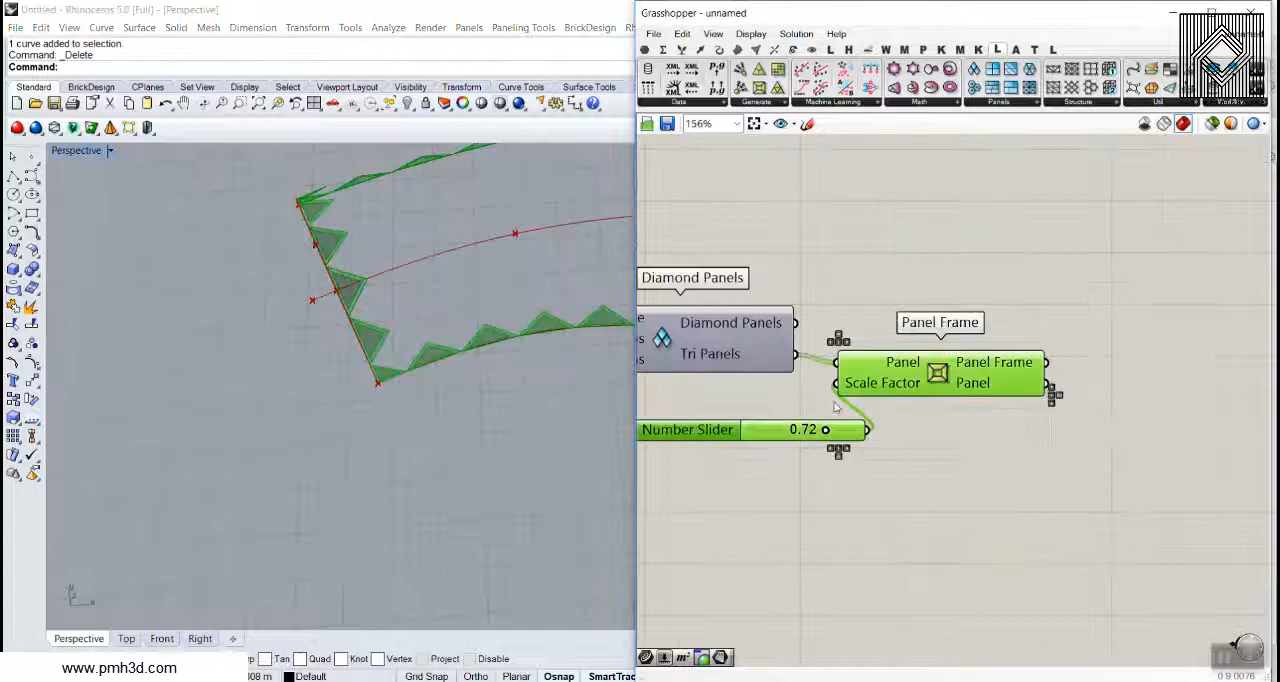 Untitled - Rhinoceros 5.0 [Full] - [Perspective]
File Edit View Curve Surface Solid Mesh Dimension Transform Tools Analyze Render Panels Paneling Tools BrickDesign
1 curve added to selection.
Command: _Delete
Command:
Standard BrickDesign CPlanes Set View Display Select Viewport Layout Visibility Transform Curve Tools Surface Tools
Perspective
Perspective Top Front Right
Tan Quad Knot Vertex Project Disable
www.pmh3d.com
Default
Grid Snap Ortho Planar Osnap SmartTrac
Grasshopper - unnamed
File Edit View Display Solution Help
L H W M P K M K L A T L
Data Generate Machine Learning Math Panels Structure Util
156%
Diamond Panels
Diamond Panels
Tri Panels
Panel Frame
Panel Panel Frame
Scale Factor Panel
Number Slider 0.72
0.9.0076